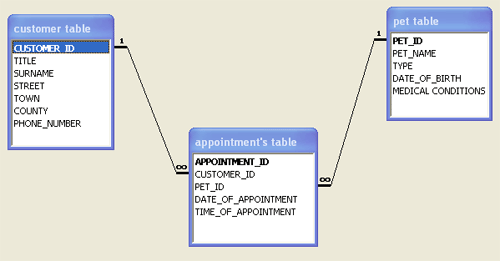 customer table
CUSTOMER_ID
TITLE
SURNAME
STREET
TOWN
COUNTY
PHONE_NUMBER
1
∞
appointment's table
APPOINTMENT_ID
CUSTOMER_ID
PET_ID
DATE_OF_APPOINTMENT
TIME_OF_APPOINTMENT
∞
1
pet table
PET_ID
PET_NAME
TYPE
DATE_OF_BIRTH
MEDICAL CONDITIONS